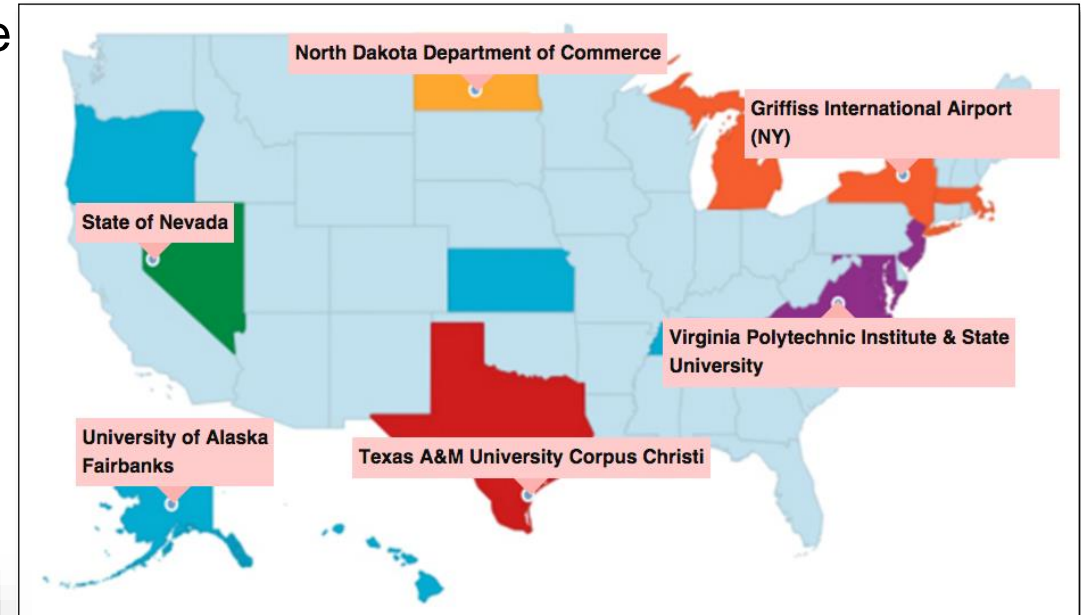 e
North Dakota Department of Commerce
Griffiss International Airport
(NY)
State of Nevada
Virginia Polytechnic Institute & State
University
University of Alaska
Fairbanks
Texas A&M University Corpus Christi